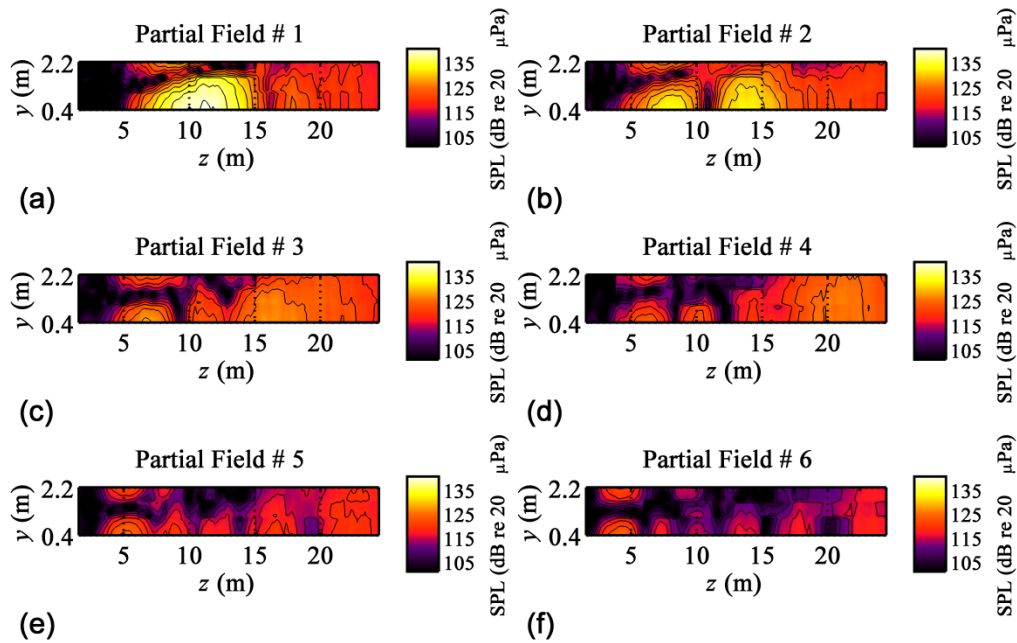 Partial Field # 1
y (m)
2.2
0.4
5 10 15 20
z (m)
135
125
115
105
SPL (dB re 20 µPa)
(a)
Partial Field # 2
y (m)
2.2
0.4
5 10 15 20
z (m)
135
125
115
105
SPL (dB re 20 µPa)
(b)
Partial Field # 3
y (m)
2.2
0.4
5 10 15 20
z (m)
135
125
115
105
SPL (dB re 20 µPa)
(c)
Partial Field # 4
y (m)
2.2
0.4
5 10 15 20
z (m)
135
125
115
105
SPL (dB re 20 µPa)
(d)
Partial Field # 5
y (m)
2.2
0.4
5 10 15 20
z (m)
135
125
115
105
SPL (dB re 20 µPa)
(e)
Partial Field # 6
y (m)
2.2
0.4
5 10 15 20
z (m)
135
125
115
105
SPL (dB re 20 µPa)
(f)